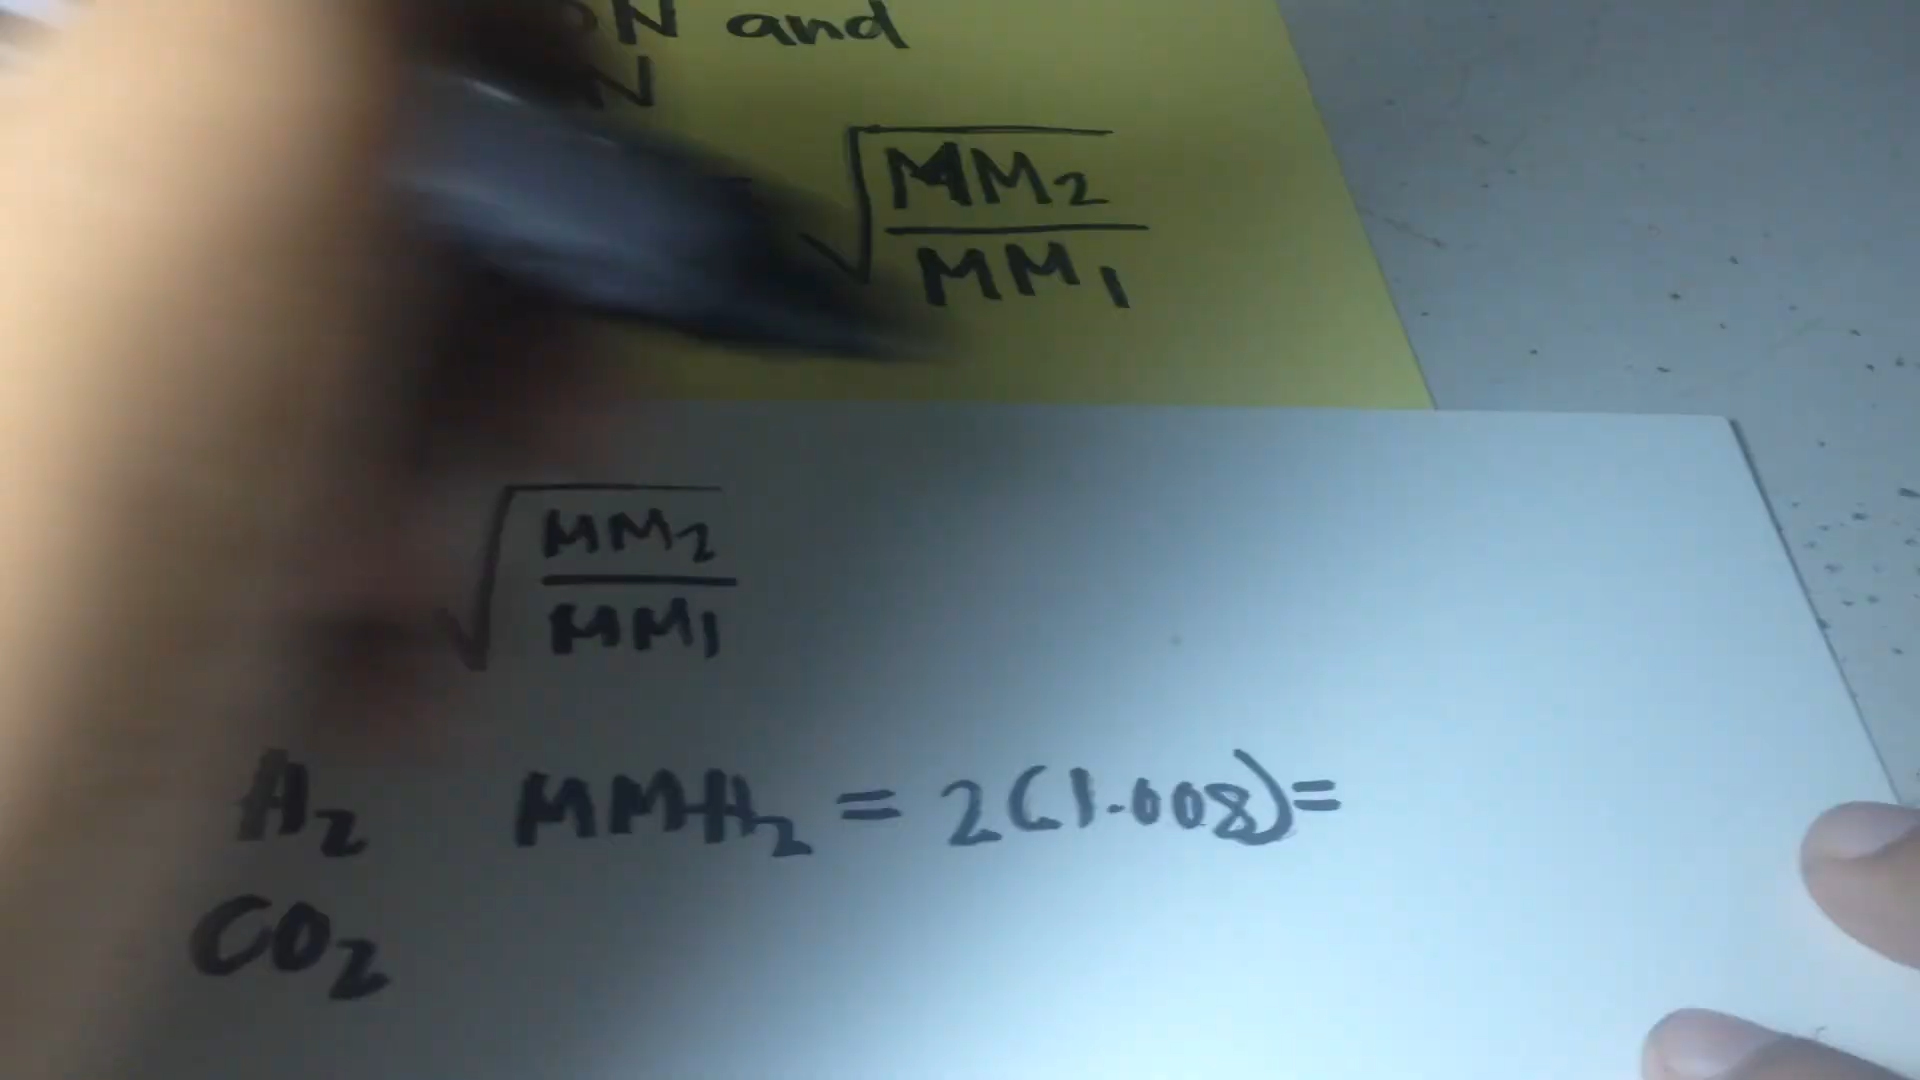 N and
N
√MM2/MM1
√MM2/MM1
H2 MMH2 = 2(1.008)=
CO2